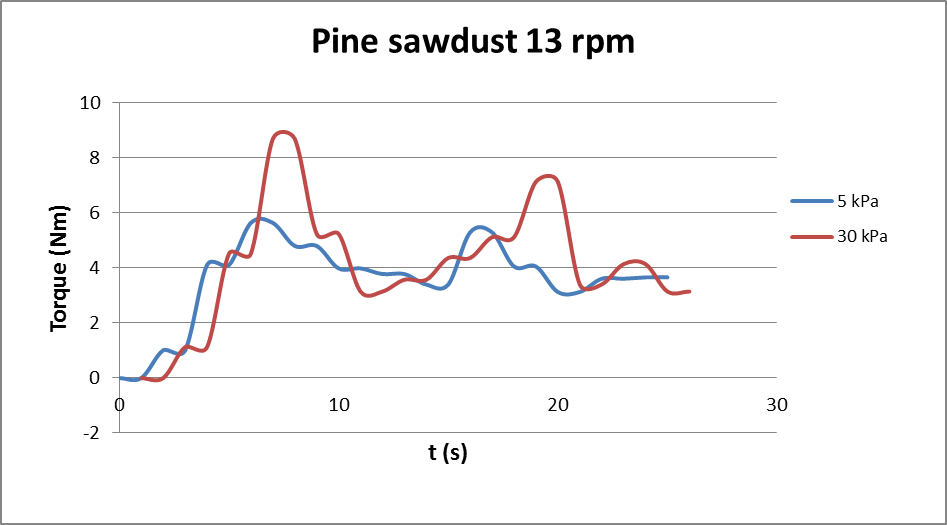 Pine sawdust 13 rpm
10
8
6
4
2
0
-2
0
10
20
30
Torque (Nm)
t (s)
5 kPa
30 kPa